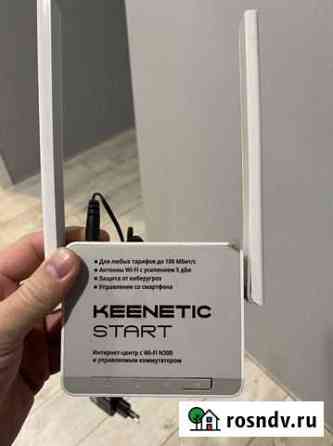 • Для любых тарифов до 100 Мбит/с
• Антенны Wi-Fi с усилением 5 дБи
• Защита от киберугроз
• Управление со смартфона
KEENETIC
START
Интернет-центр с Wi-Fi N300
и управляемым коммутатором
rosndv.ru